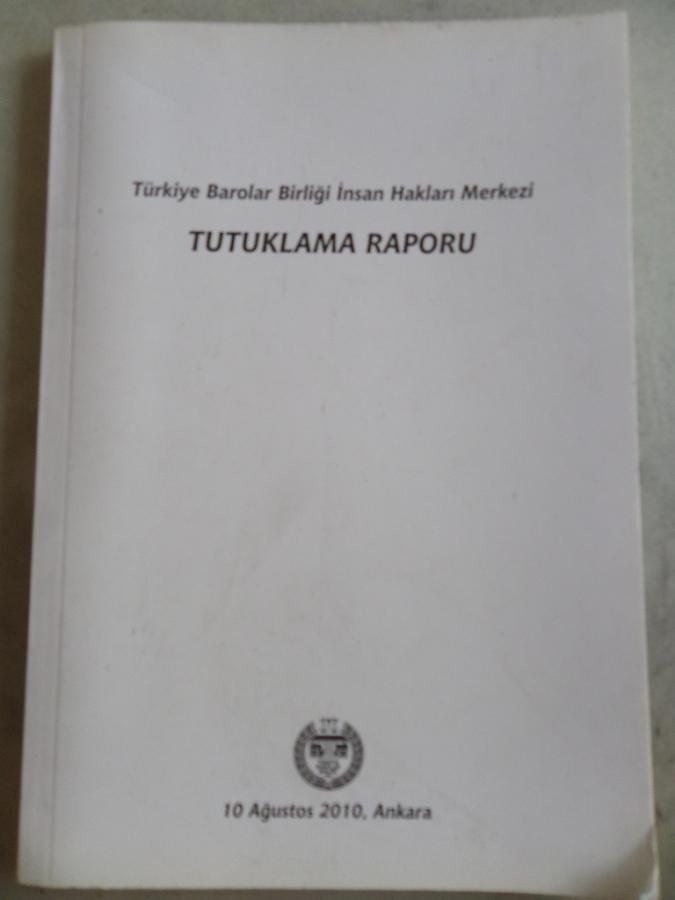 Türkiye Barolar Birliği İnsan Hakları Merkezi
TUTUKLAMA RAPORU
10 Ağustos 2010, Ankara